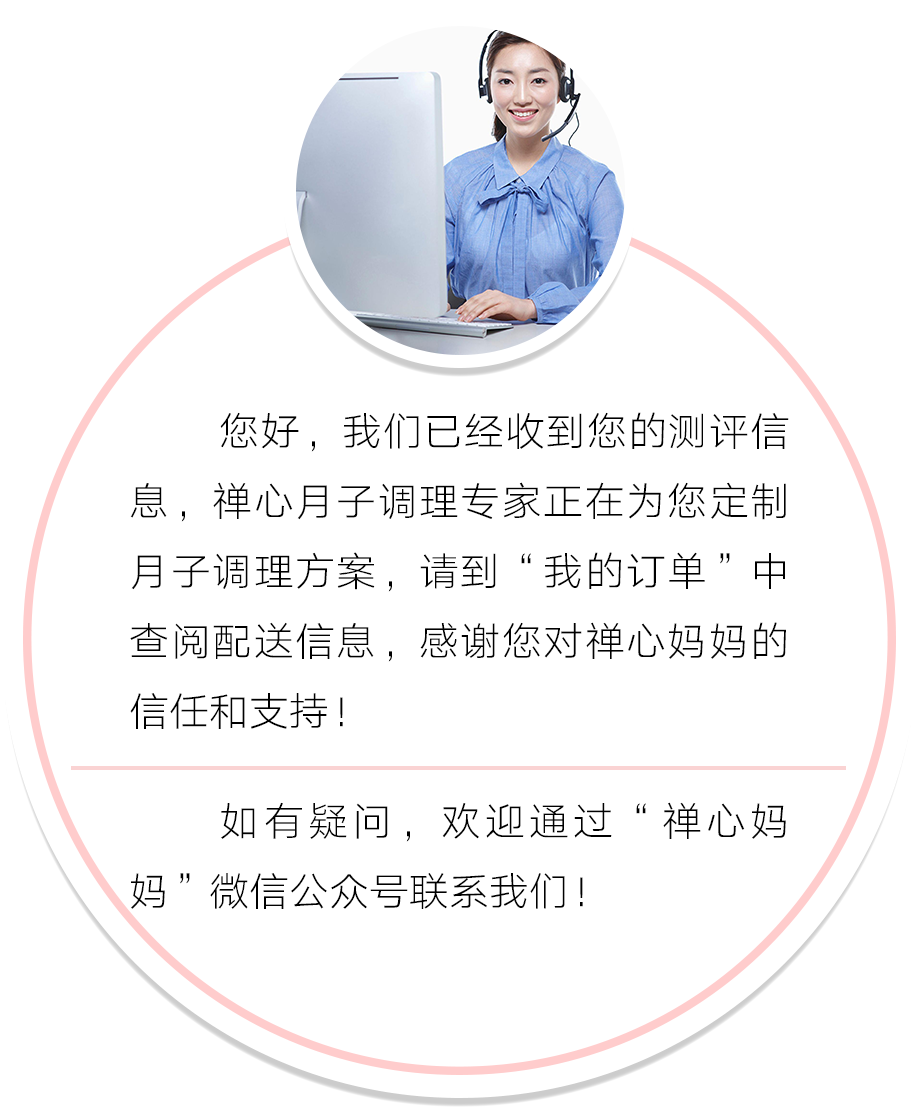 您好，我们已经收到您的测评信
息，禅心月子调理专家正在为您定制
月子调理方案，请到“我的订单”中
查阅配送信息，感谢您对禅心妈妈的
信任和支持！
如有疑问，欢迎通过“禅心妈
妈”微信公众号联系我们！